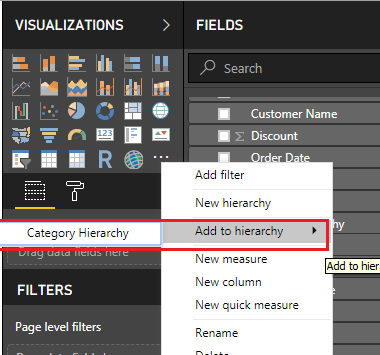 VISUALIZATIONS
FIELDS
Search
Customer Name
Discount
Order Date
Add filter
New hierarchy
Category Hierarchy
Add to hierarchy
Drag data fields here
Add to hier
New measure
New column
New quick measure
FILTERS
Page level filters
Rename